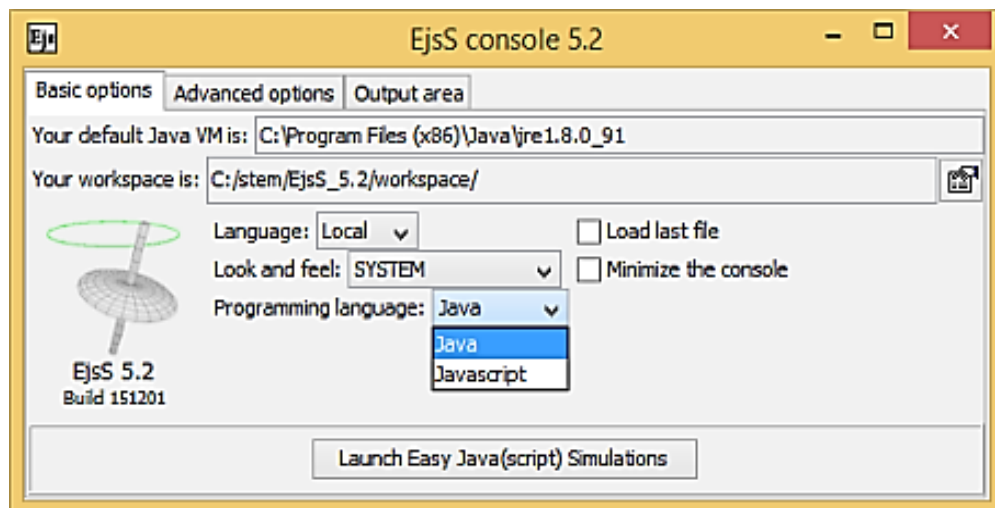 Ejs
EjsS console 5.2
Basic options Advanced options Output area
Your default Java VM is: C:\Program Files (x86)\Java\jre1.8.0_91
Your workspace is: C:/stem/EjsS_5.2/workspace/
Language: Local Load last file
Look and feel: SYSTEM Minimize the console
Programming language: Java
Java
Javascript
EjsS 5.2
Build 151201
Launch Easy Java(script) Simulations